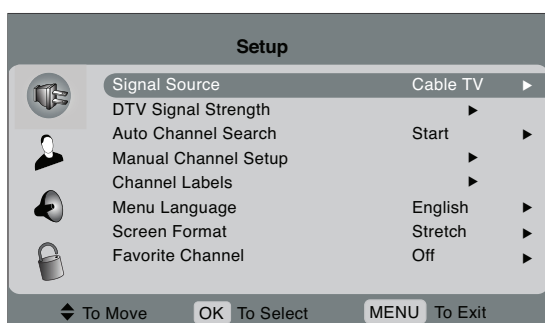 Setup
Signal Source Cable TV ▶
DTV Signal Strength ▶
Auto Channel Search Start ▶
Manual Channel Setup ▶
Channel Labels ▶
Menu Language English ▶
Screen Format Stretch ▶
Favorite Channel Off ▶
To Move OK To Select MENU To Exit